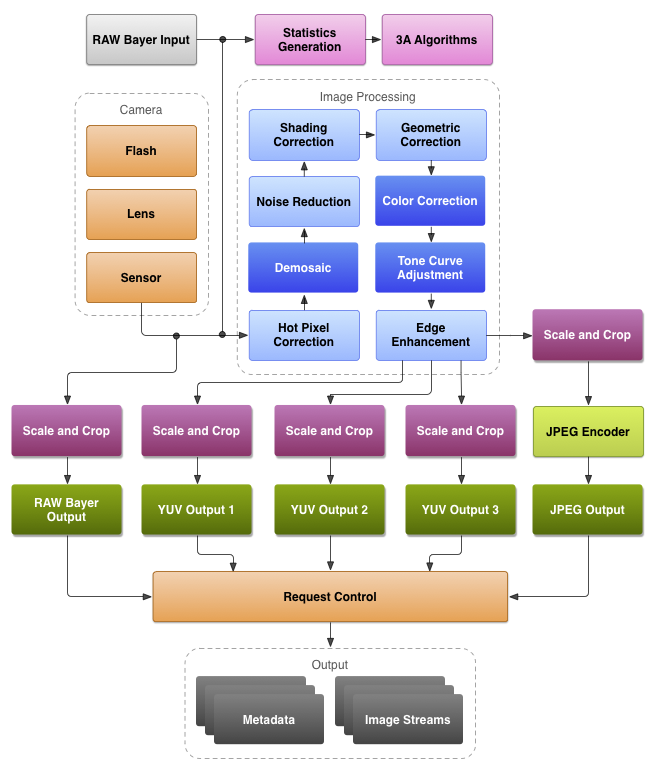 RAW Bayer Input
Statistics
Generation
3A Algorithms
Camera
Flash
Lens
Sensor
Image Processing
Shading
Correction
Geometric
Correction
Noise Reduction
Color Correction
Demosaic
Tone Curve
Adjustment
Hot Pixel
Correction
Edge
Enhancement
Scale and Crop
Scale and Crop
Scale and Crop
Scale and Crop
Scale and Crop
JPEG Encoder
RAW Bayer
Output
YUV Output 1
YUV Output 2
YUV Output 3
JPEG Output
Request Control
Output
Metadata
Image Streams